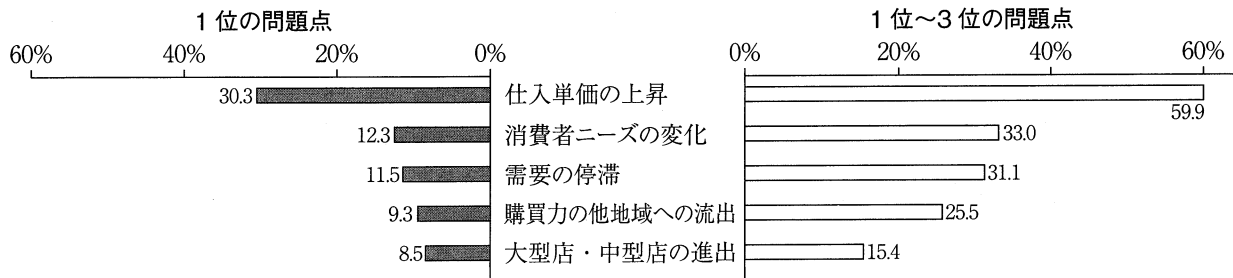 1位の問題点 1位～3位の問題点
60% 40% 20% 0% 0% 20% 40% 60%
30.3 仕入単価の上昇 59.9
12.3 消費者ニーズの変化 33.0
11.5 需要の停滞 31.1
9.3 購買力の他地域への流出 25.5
8.5 大型店・中型店の進出 15.4